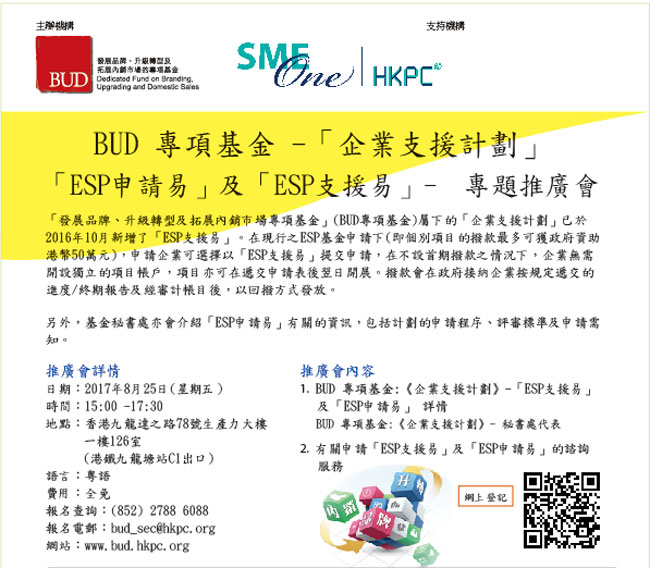 主辦機構
支持機構
BUD
發展品牌、升級轉型及
拓展內銷市場的專項基金
Dedicated Fund on Branding,
Upgrading and Domestic Sales
SME One
HKPC
BUD 專項基金 -「企業支援計劃」
「ESP申請易」及「ESP支援易」- 專題推廣會
「發展品牌、升級轉型及拓展內銷市場專項基金」(BUD專項基金)屬下的「企業支援計劃」已於
2016年10月新增了「ESP支援易」。在現行之ESP基金申請下(即個別項目的撥款最多可獲政府資助
港幣50萬元)，申請企業可選擇以「ESP支援易」提交申請，在不設首期撥款之情況下，企業無需
開設獨立的項目帳戶，項目亦可在遞交申請表後翌日開展。撥款會在政府接納企業按規定遞交的
進度/終期報告及經審計帳目後，以回撥方式發放。
另外，基金秘書處亦會介紹「ESP申請易」有關的資訊，包括計劃的申請程序、評審標準及申請需
知。
推廣會詳情
日期：2017年8月25日(星期五)
時間：15:00 -17:30
地點：香港九龍達之路78號生產力大樓
一樓126室
(港鐵九龍塘站C1出口)
語言：粵語
費用：全免
報名查詢：(852) 2788 6088
報名電郵：bud_sec@hkpc.org
網站：www.bud.hkpc.org
推廣會內容
1. BUD 專項基金:《企業支援計劃》-「ESP支援易」
及「ESP申請易」 詳情
BUD 專項基金:《企業支援計劃》- 秘書處代表
2. 有關申請「ESP支援易」及「ESP申請易」的諮詢
服務
內銷
升
轉
品牌
網上登記